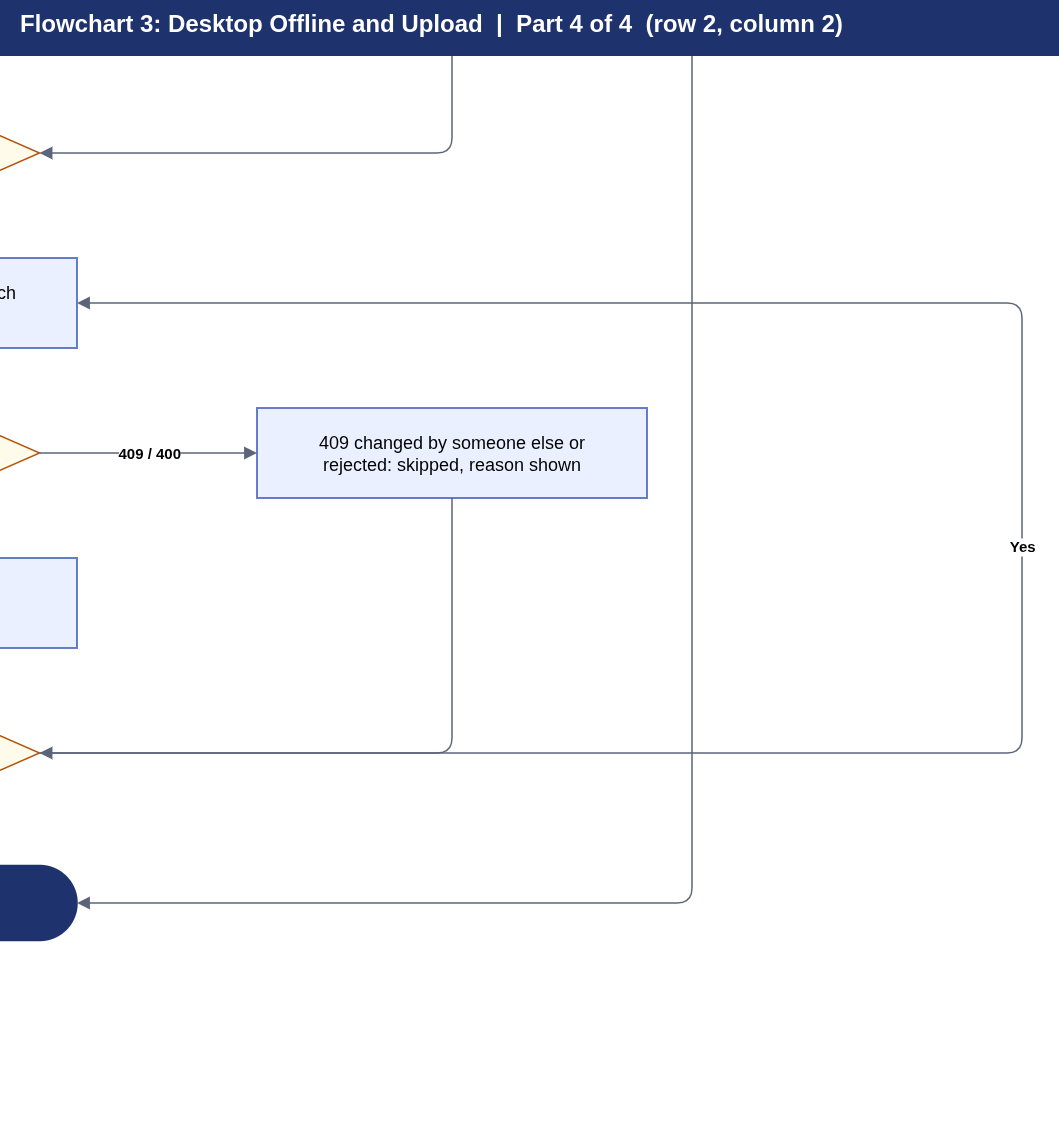 Flowchart 3: Desktop Offline and Upload | Part 4 of 4 (row 2, column 2)
ch
409 / 400
409 changed by someone else or
rejected: skipped, reason shown
Yes